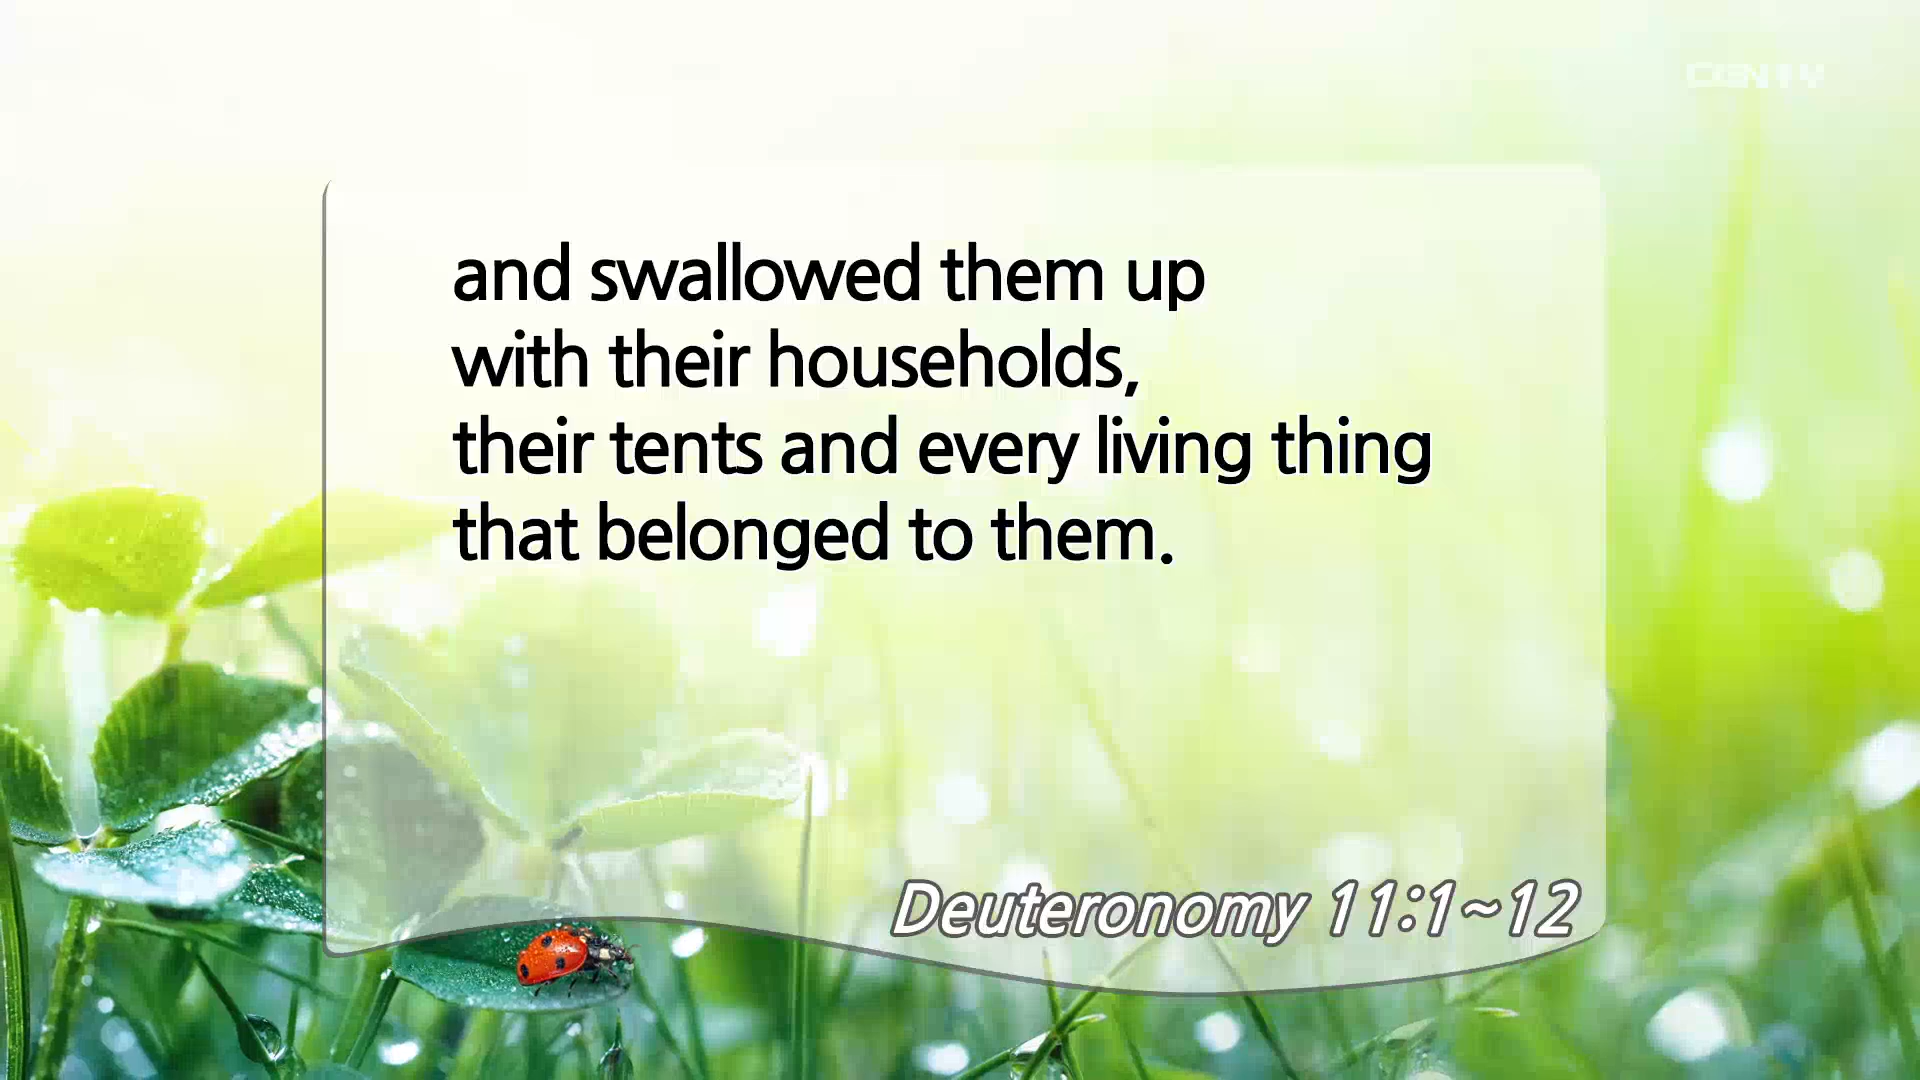 CGNTV
and swallowed them up
with their households,
their tents and every living thing
that belonged to them.
Deuteronomy 11:1~12